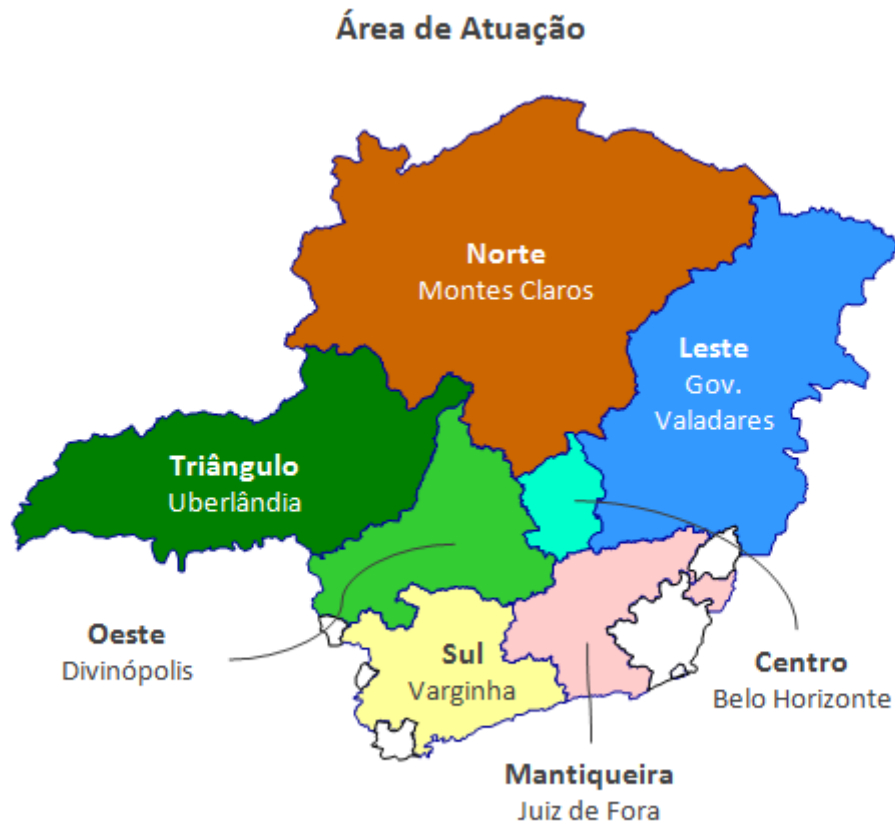 Área de Atuação
Norte
Montes Claros
Leste
Gov.
Valadares
Triângulo
Uberlândia
Oeste
Divinópolis
Sul
Varginha
Centro
Belo Horizonte
Mantiqueira
Juiz de Fora